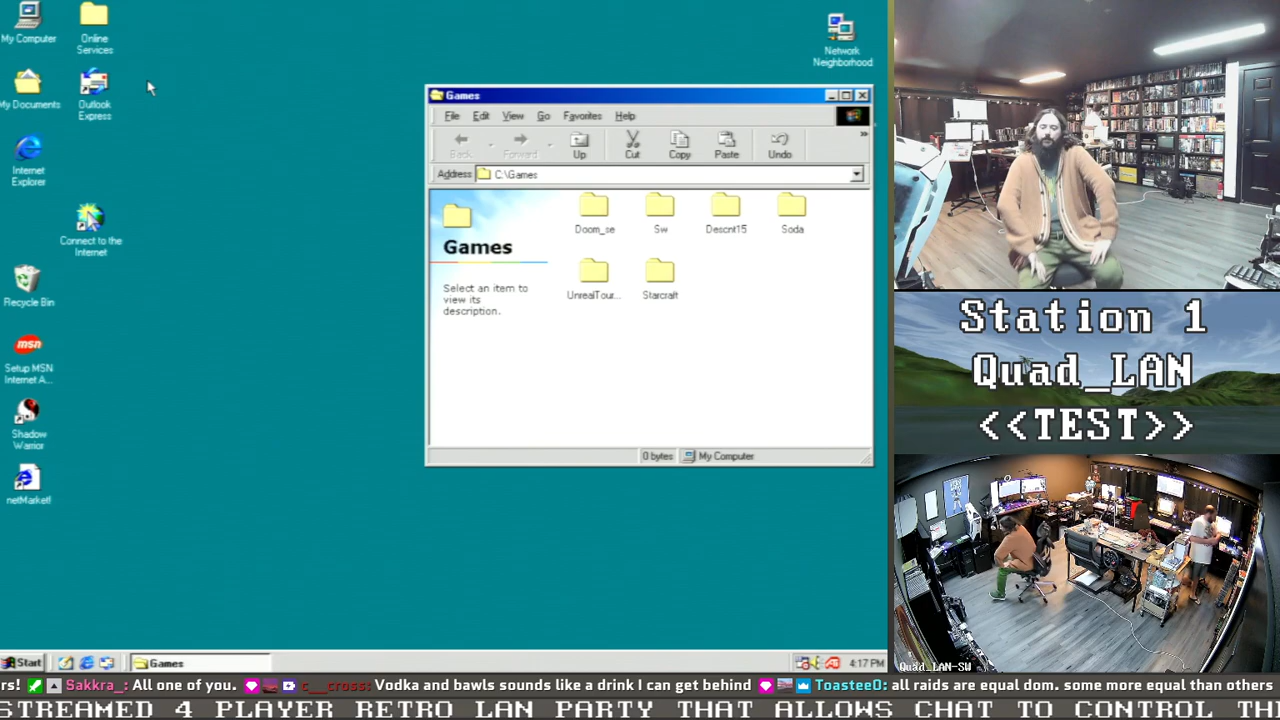 My Computer
Online
Services
Network
Neighborhood
My Documents
Outlook
Express
Internet
Explorer
Connect to the
Internet
Recycle Bin
msn
Setup MSN
Internet A...
Shadow
Warrior
netMarket!
Games
File Edit View Go Favorites Help
Back Forward Up Cut Copy Paste Undo
Address C:\Games
Games
Select an item to
view its
description.
Doom_se Sw Descnt15 Soda
UnrealTour... Starcraft
0 bytes My Computer
Start Games 4:17 PM
Station 1
Quad_LAN
<<TEST>>
Quad_LAN-SW
rs! Sakkra_: All one of you. c__cross: Vodka and bawls sounds like a drink I can get behind ToasteeO: all raids are equal dom. some more equal than others
STREAMED 4 PLAYER RETRO LAN PARTY THAT ALLOWS CHAT TO CONTROL TH